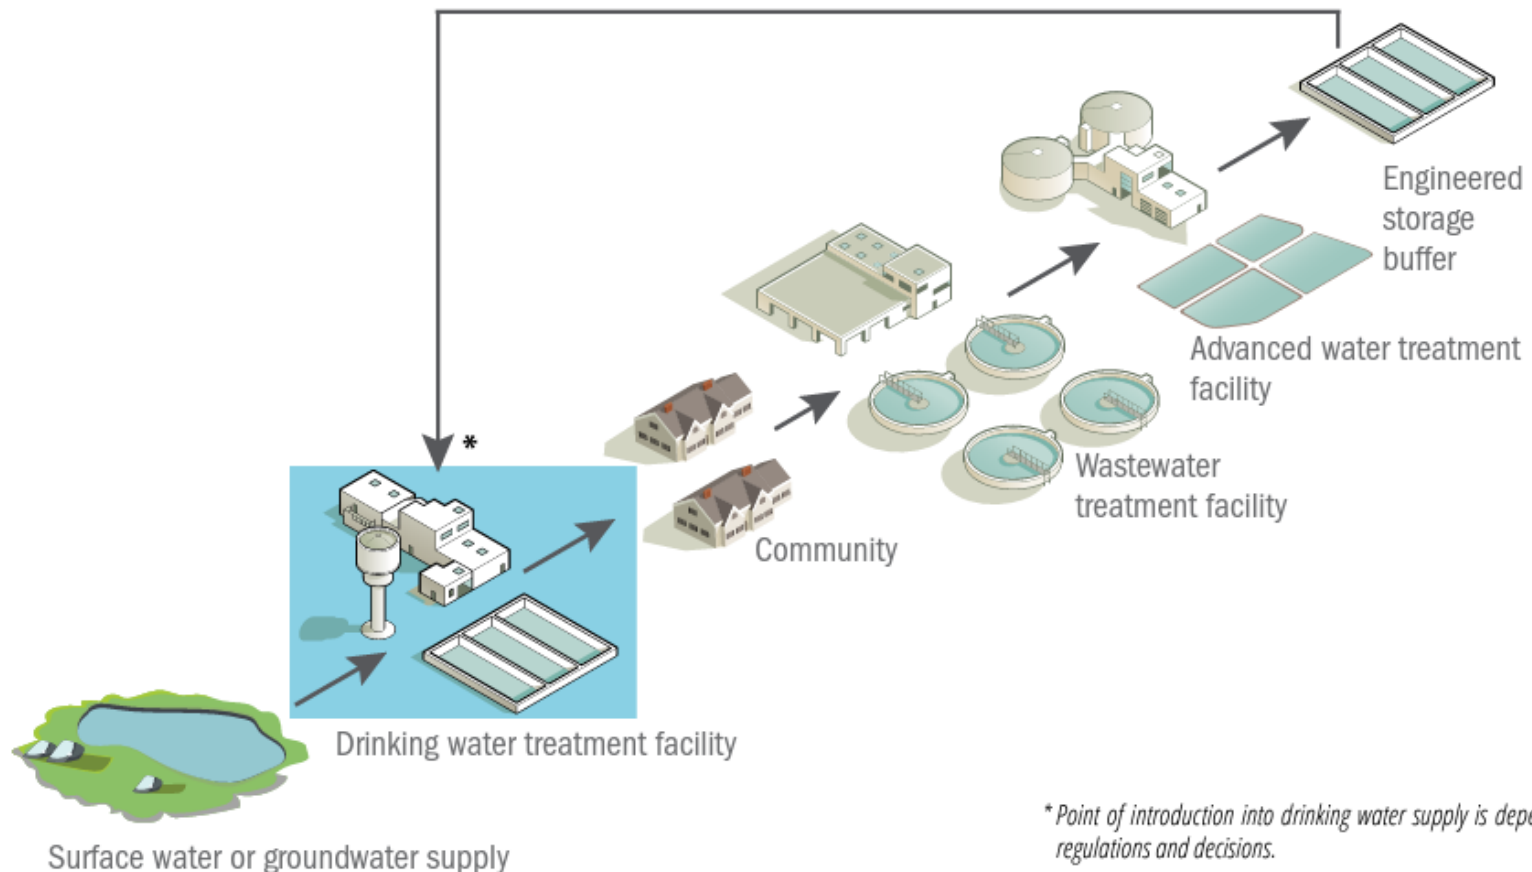 Engineered
storage
buffer
Advanced water treatment
facility
Wastewater
treatment facility
Community
*
Drinking water treatment facility
Surface water or groundwater supply
* Point of introduction into drinking water supply is
regulations and decisions.